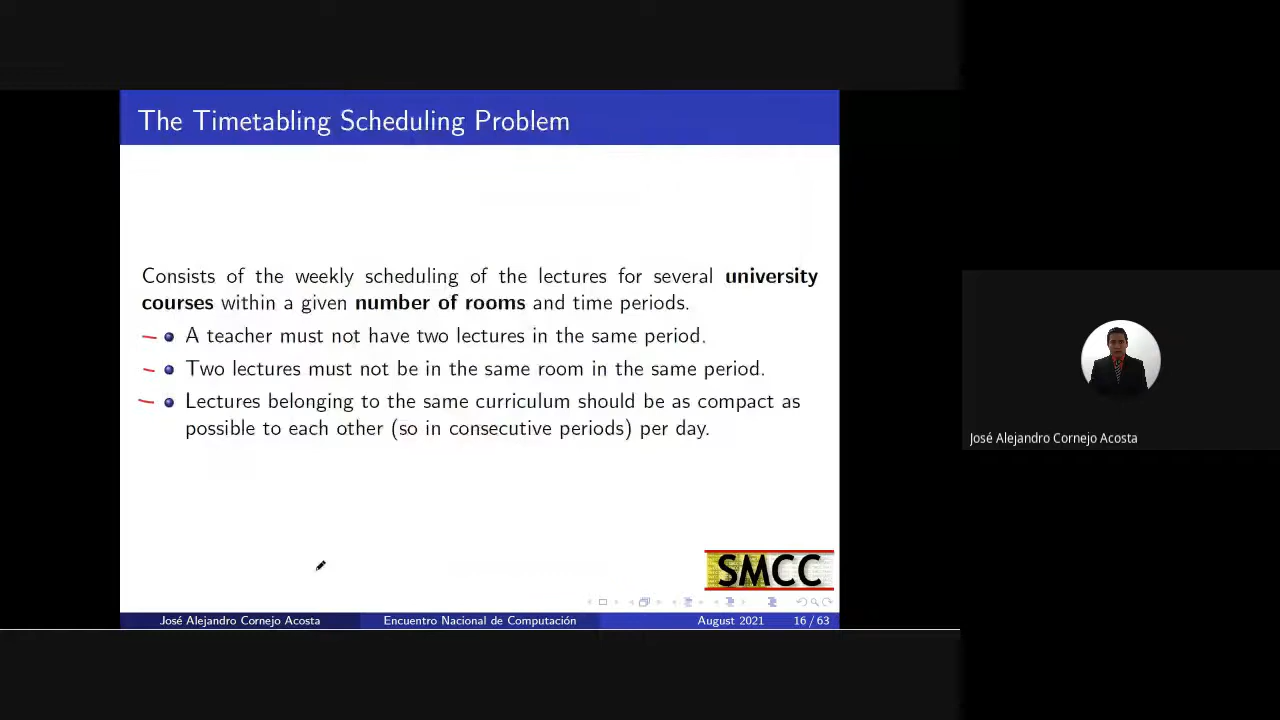 The Timetabling Scheduling Problem
Consists of the weekly scheduling of the lectures for several university
courses within a given number of rooms and time periods.
A teacher must not have two lectures in the same period.
Two lectures must not be in the same room in the same period.
Lectures belonging to the same curriculum should be as compact as
possible to each other (so in consecutive periods) per day.
José Alejandro Cornejo Acosta
SMCC
José Alejandro Cornejo Acosta Encuentro Nacional de Computación August 2021 16 / 63